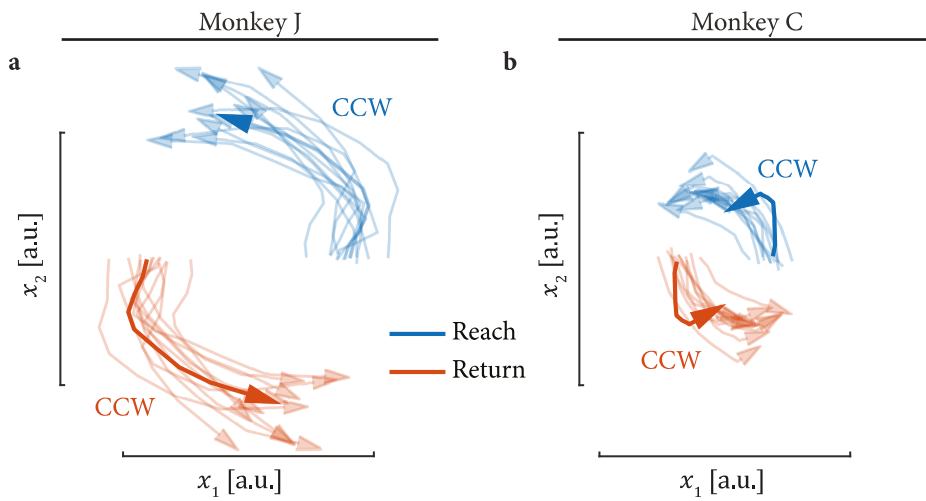 Monkey J
Monkey C
a
b
CCW
CCW
x2 [a.u.]
x2 [a.u.]
Reach
Return
CCW
CCW
x1 [a.u.]
x1 [a.u.]